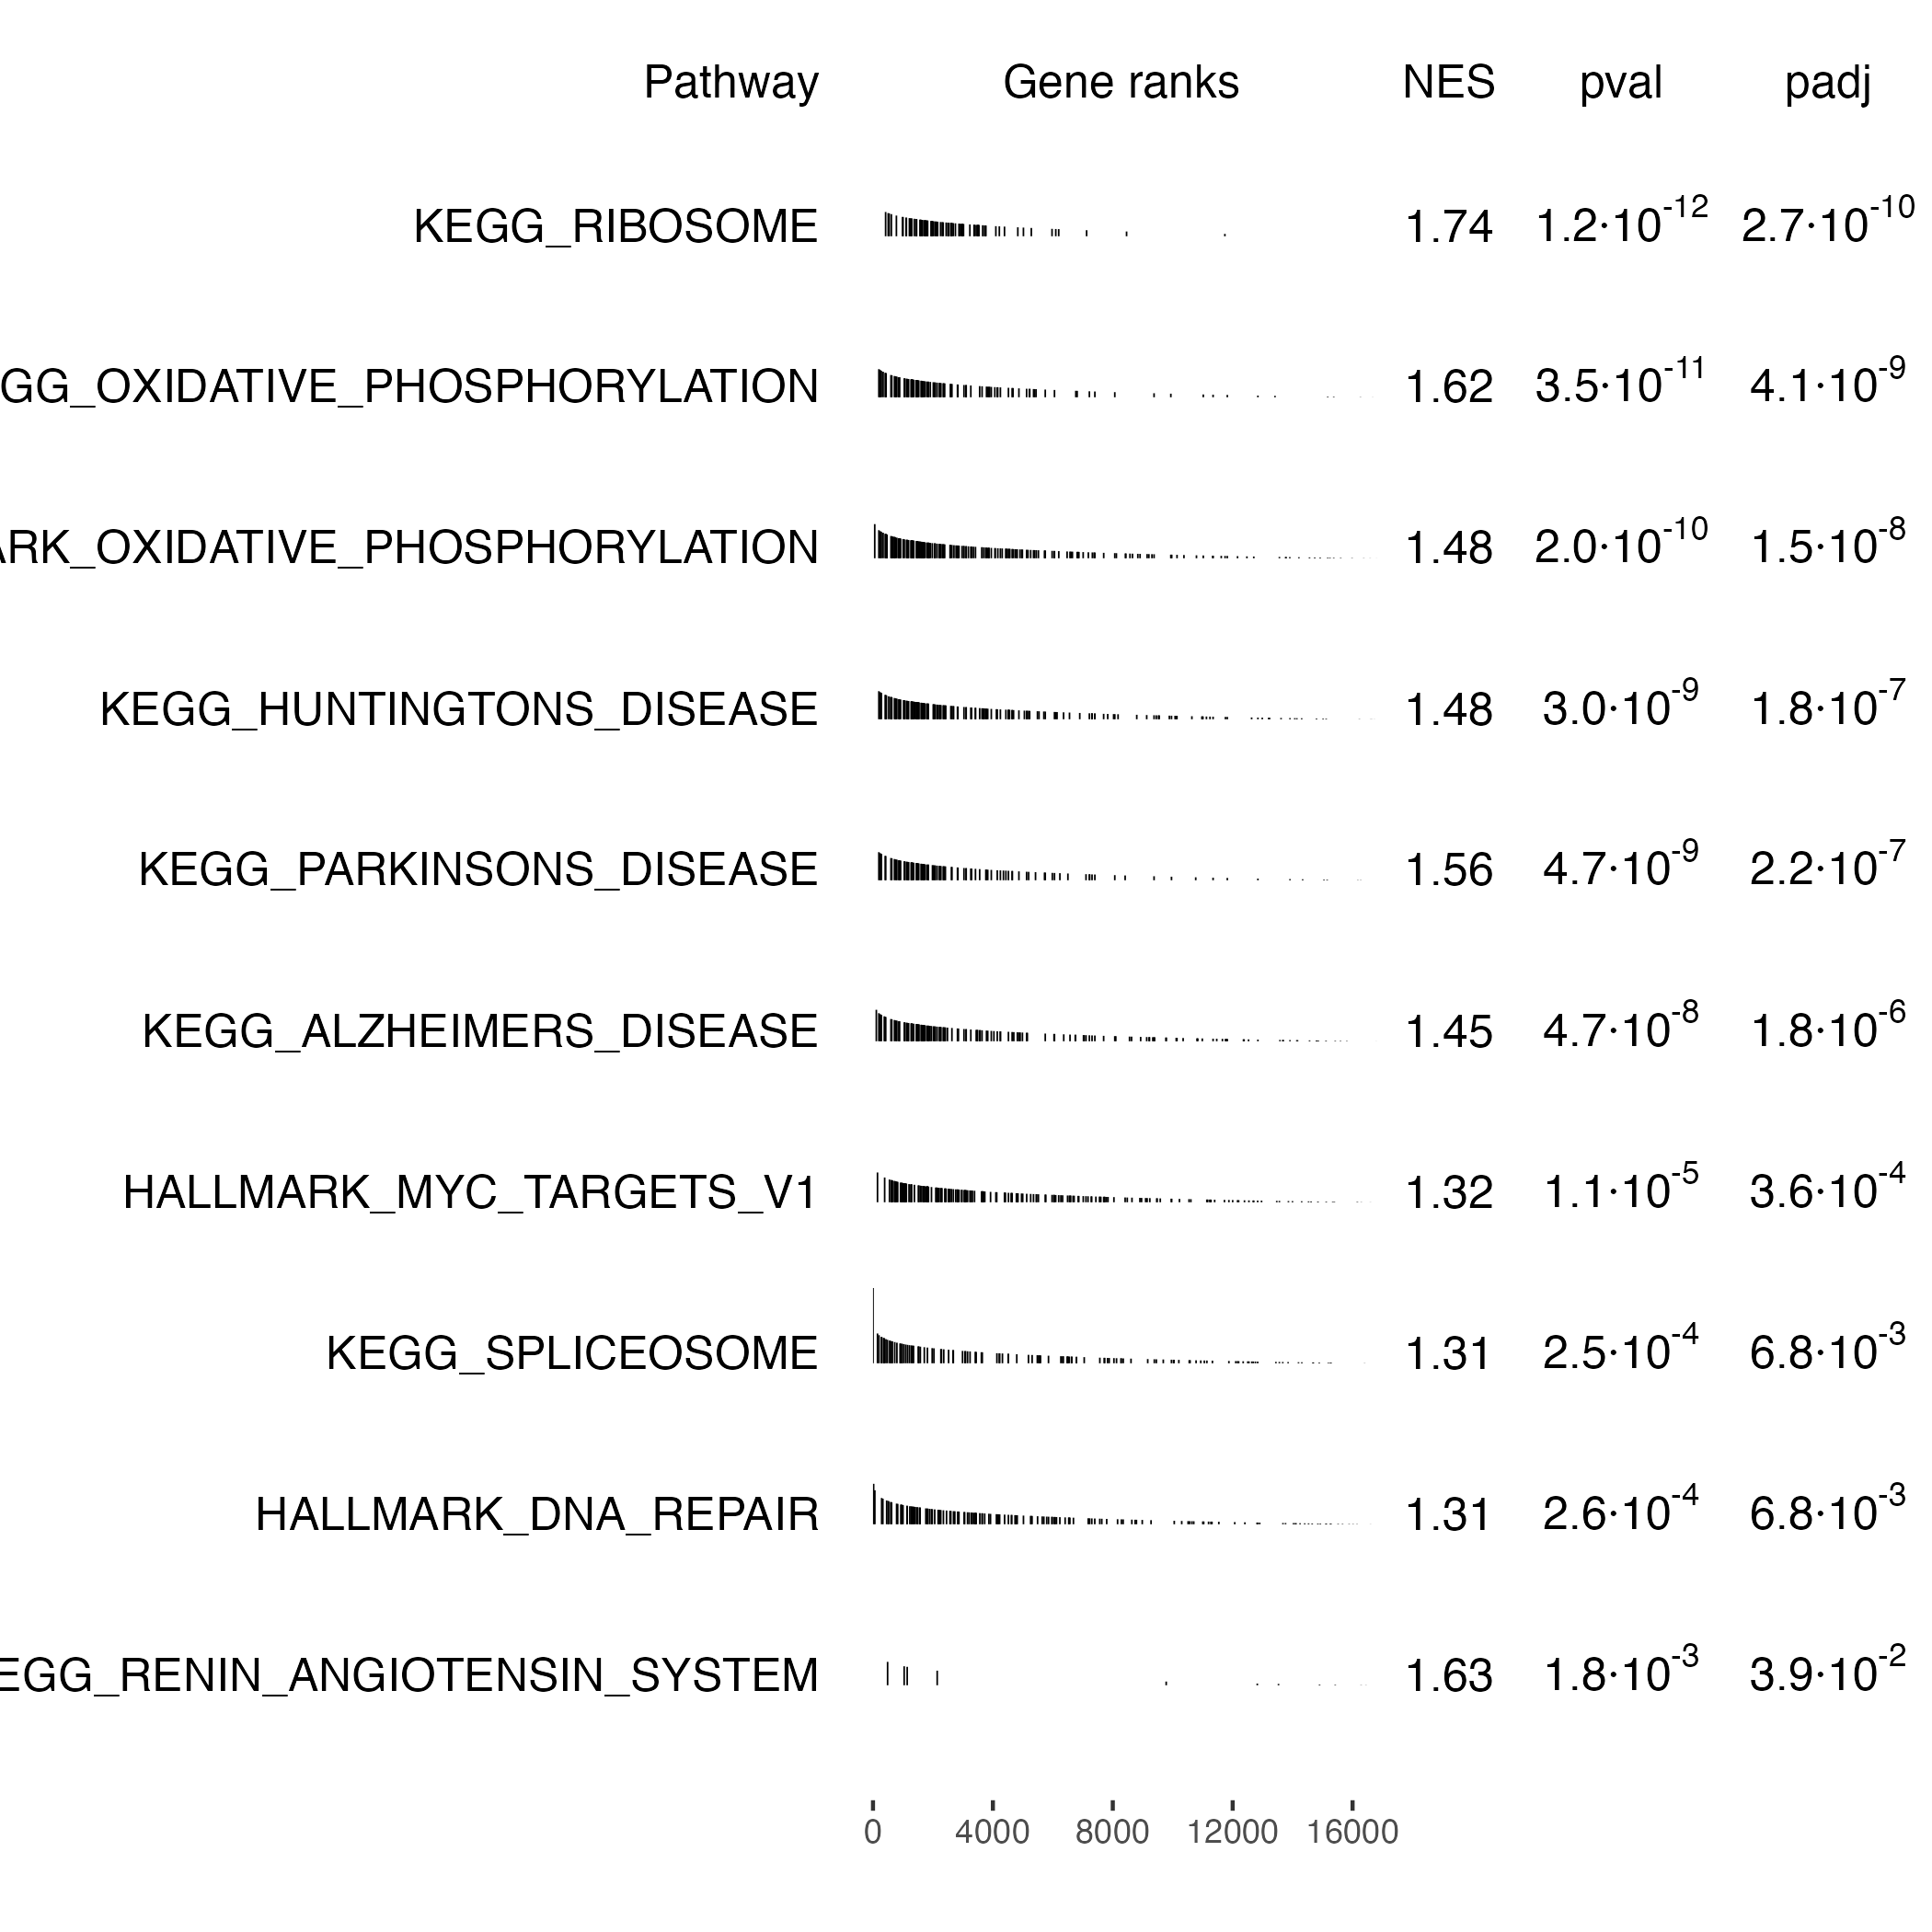 Pathway Gene ranks NES pval padj
KEGG_RIBOSOME 1.74 1.2·10^-12 2.7·10^-10
GG_OXIDATIVE_PHOSPHORYLATION 1.62 3.5·10^-11 4.1·10^-9
ARK_OXIDATIVE_PHOSPHORYLATION 1.48 2.0·10^-10 1.5·10^-8
KEGG_HUNTINGTONS_DISEASE 1.48 3.0·10^-9 1.8·10^-7
KEGG_PARKINSONS_DISEASE 1.56 4.7·10^-9 2.2·10^-7
KEGG_ALZHEIMERS_DISEASE 1.45 4.7·10^-8 1.8·10^-6
HALLMARK_MYC_TARGETS_V1 1.32 1.1·10^-5 3.6·10^-4
KEGG_SPLICEOSOME 1.31 2.5·10^-4 6.8·10^-3
HALLMARK_DNA_REPAIR 1.31 2.6·10^-4 6.8·10^-3
EGG_RENIN_ANGIOTENSIN_SYSTEM 1.63 1.8·10^-3 3.9·10^-2
0 4000 8000 12000 16000